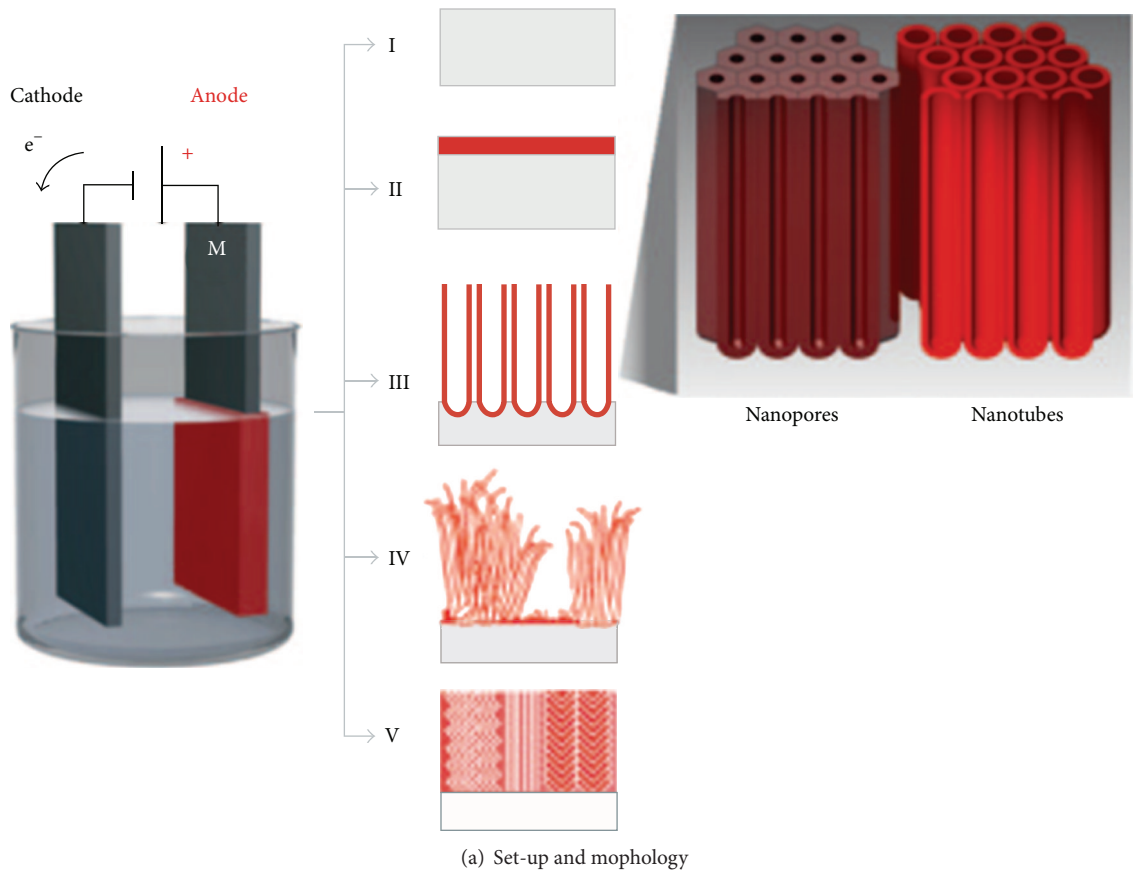 Cathode
Anode
e−
+
M
I
II
III
IV
V
Nanopores
Nanotubes
(a) Set-up and mophology